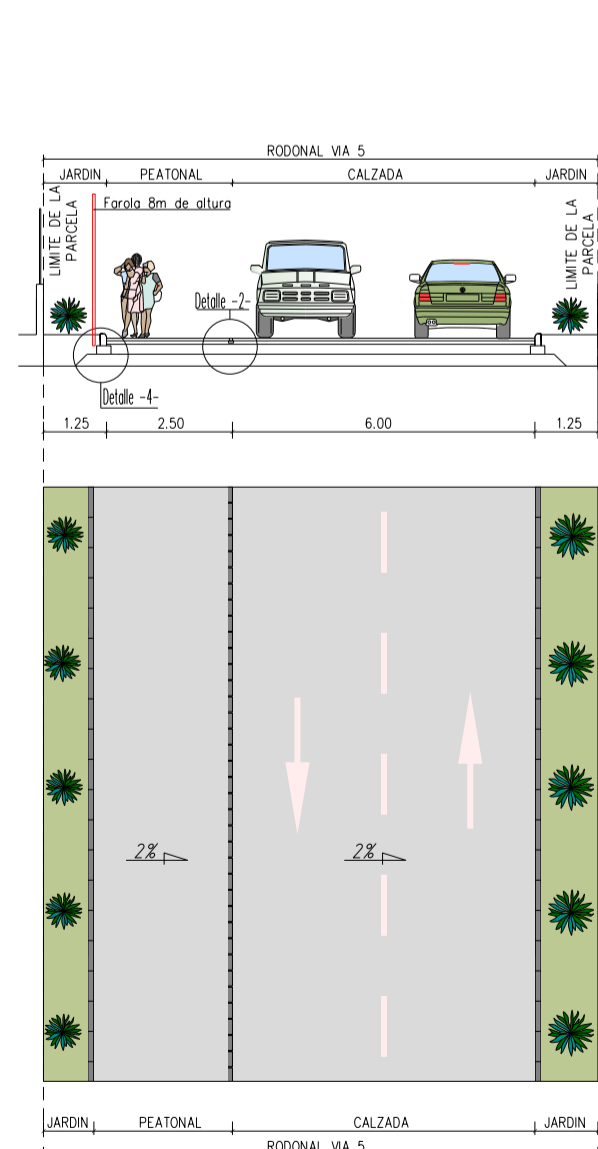 RODONAL VIA 5
JARDIN PEATONAL CALZADA JARDIN
LIMITE DE LA
PARCELA
Farola 8m de altura
LIMITE DE LA
PARCELA
Detalle -2-
Detalle -4-
1.25 2.50 6.00 1.25
2% 2%
JARDIN PEATONAL CALZADA JARDIN
RODONAL VIA 5